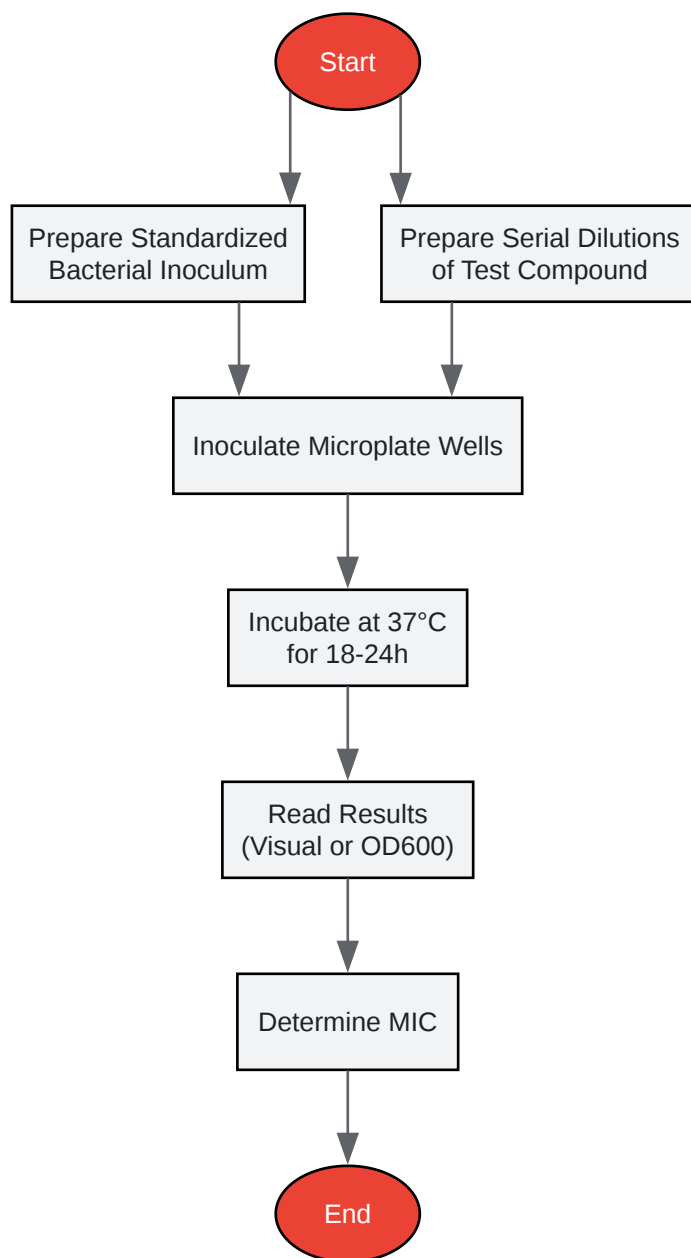 Start
Prepare Standardized
Bacterial Inoculum
Prepare Serial Dilutions
of Test Compound
Inoculate Microplate Wells
Incubate at 37°C
for 18-24h
Read Results
(Visual or OD600)
Determine MIC
End